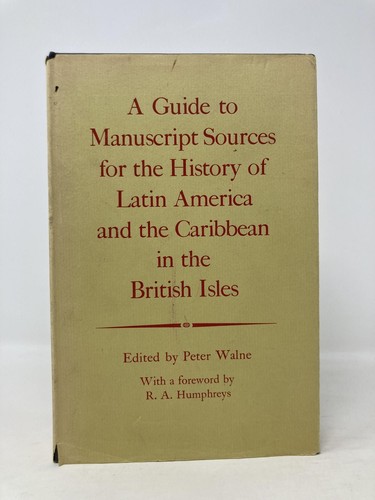 A Guide to
Manuscript Sources
for the History of
Latin America
and the Caribbean
in the
British Isles
Edited by Peter Walne
With a foreword by
R. A. Humphreys